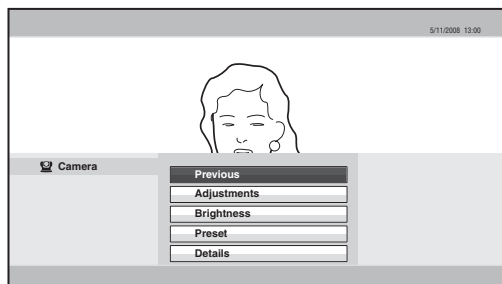 5/11/2008 13:00
Camera
Previous
Adjustments
Brightness
Preset
Details